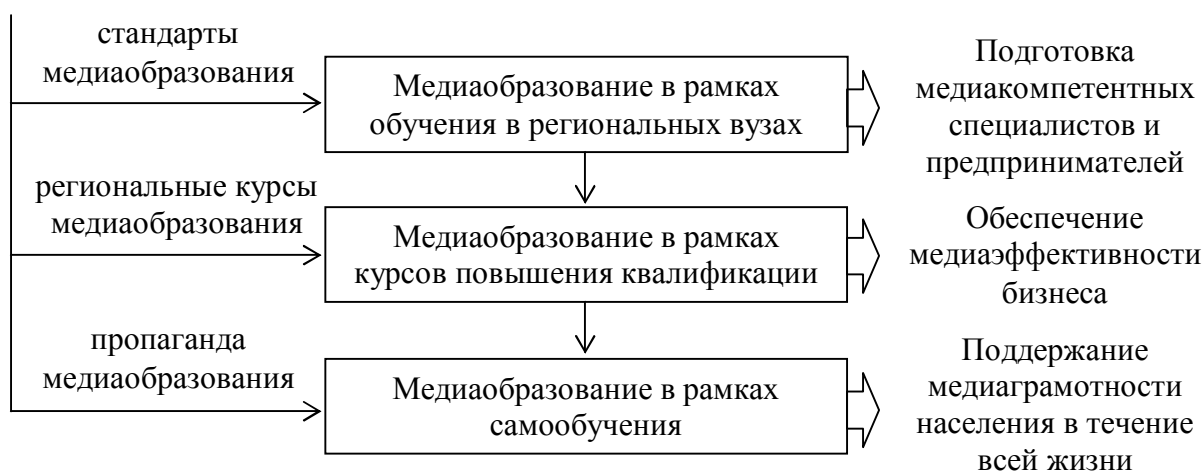 стандарты
медиаобразования
Медиаобразование в рамках
обучения в региональных вузах
Подготовка
медиакомпетентных
специалистов и
предпринимателей
региональные курсы
медиаобразования
Медиаобразование в рамках
курсов повышения квалификации
Обеспечение
медиаэффективности
бизнеса
пропаганда
медиаобразования
Медиаобразование в рамках
самообучения
Поддержание
медиаграмотности
населения в течение
всей жизни